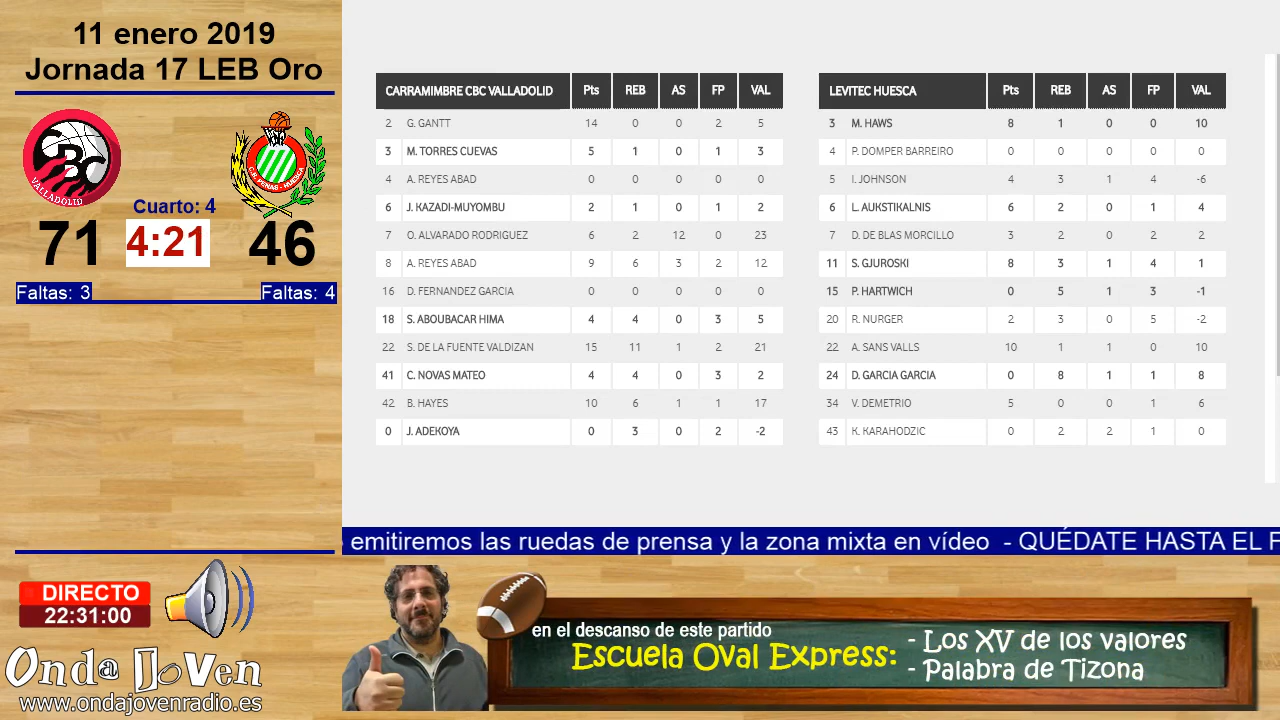 11 enero 2019
Jornada 17 LEB Oro
CBC
VALLADOLID
C.B. PEÑAS - HUESCA
Cuarto: 4
71 4:21 46
Faltas: 3 Faltas: 4
CARRAMIMBRE CBC VALLADOLID Pts REB AS FP VAL
2 G. GANTT 14 0 0 2 5
3 M. TORRES CUEVAS 5 1 0 1 3
4 A. REYES ABAD 0 0 0 0 0
6 J. KAZADI-MUYOMBU 2 1 0 1 2
7 O. ALVARADO RODRIGUEZ 6 2 12 0 23
8 A. REYES ABAD 9 6 3 2 12
16 D. FERNANDEZ GARCIA 0 0 0 0 0
18 S. ABOUBACAR HIMA 4 4 0 3 5
22 S. DE LA FUENTE VALDIZAN 15 11 1 2 21
41 C. NOVAS MATEO 4 4 0 3 2
42 B. HAYES 10 6 1 1 17
0 J. ADEKOYA 0 3 0 2 -2
LEVITEC HUESCA Pts REB AS FP VAL
3 M. HAWS 8 1 0 0 10
4 P. DOMPER BARREIRO 0 0 0 0 0
5 I. JOHNSON 4 3 1 4 -6
6 L. AUKSTIKALNIS 6 2 0 1 4
7 D. DE BLAS MORCILLO 3 2 0 2 2
11 S. GJUROSKI 8 3 1 4 1
15 P. HARTWICH 0 5 1 3 -1
20 R. NURGER 2 3 0 5 -2
22 A. SANS VALLS 10 1 1 0 10
24 D. GARCIA GARCIA 0 8 1 1 8
34 V. DEMETRIO 5 0 0 1 6
43 K. KARAHODZIC 0 2 2 1 0
emitiremos las ruedas de prensa y la zona mixta en vídeo - QUÉDATE HASTA EL F
DIRECTO
22:31:00
Onda Joven
www.ondajovenradio.es
en el descanso de este partido
Escuela Oval Express:
- Los XV de los valores
- Palabra de Tizona